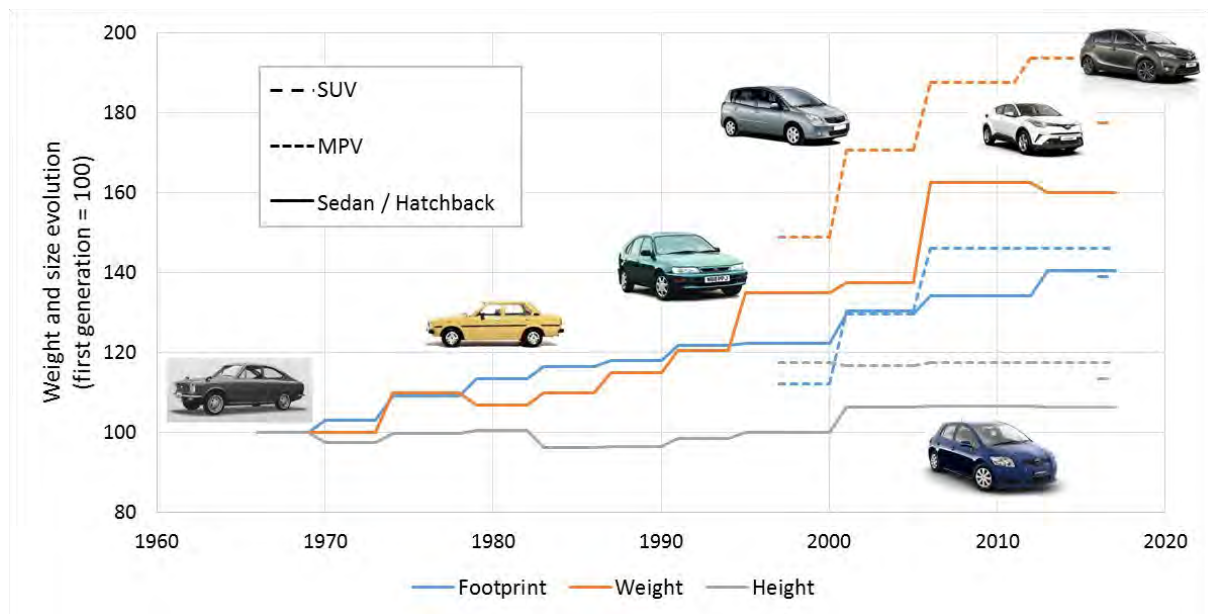 200
180
160
140
120
100
80
Weight and size evolution
(first generation = 100)
SUV
MPV
Sedan / Hatchback
1960 1970 1980 1990 2000 2010 2020
Footprint Weight Height